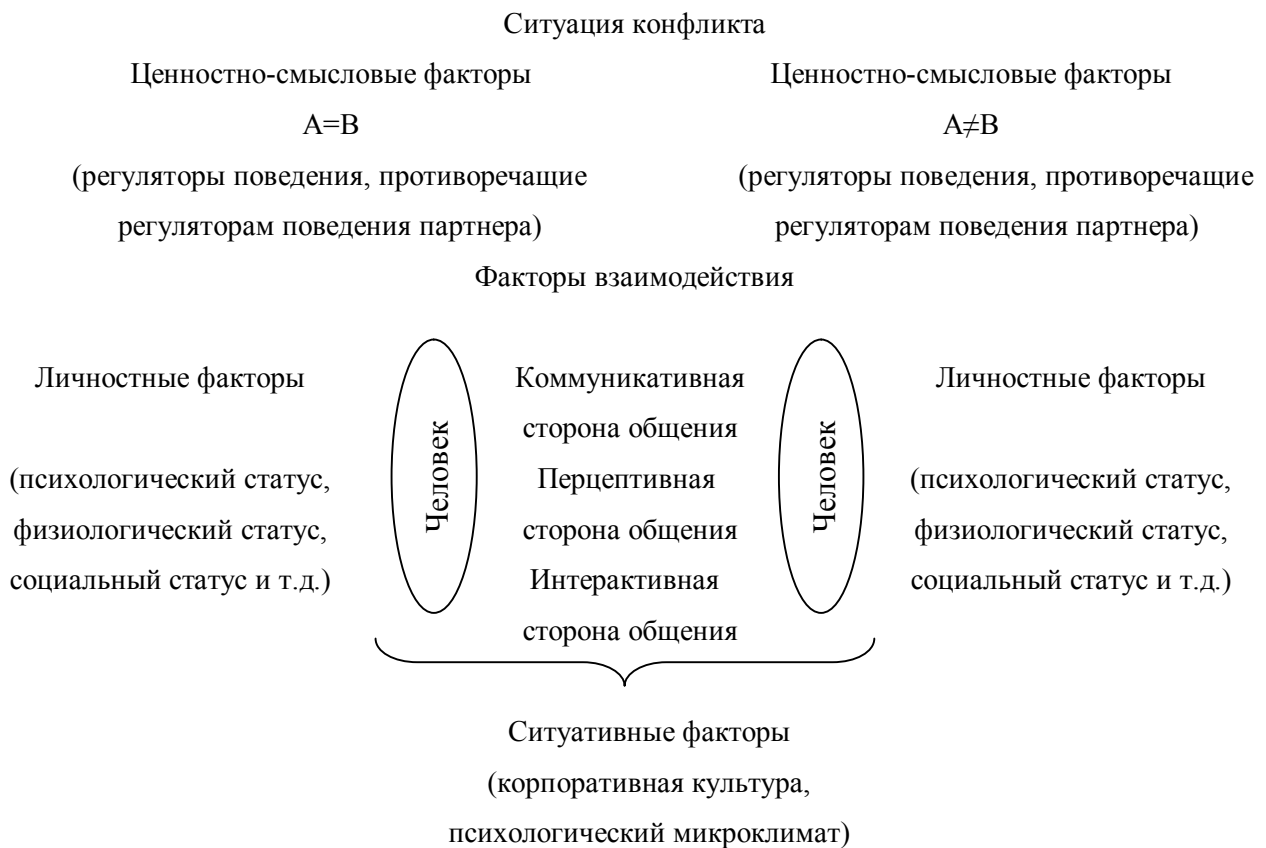 Ситуация конфликта
Ценностно-смысловые факторы
A=B
(регуляторы поведения, противоречащие
регуляторам поведения партнера)
Ценностно-смысловые факторы
A≠B
(регуляторы поведения, противоречащие
регуляторам поведения партнера)
Факторы взаимодействия
Личностные факторы
(психологический статус,
физиологический статус,
социальный статус и т.д.)
Человек
Коммуникативная
сторона общения
Перцептивная
сторона общения
Интерактивная
сторона общения
Человек
Личностные факторы
(психологический статус,
физиологический статус,
социальный статус и т.д.)
Ситуативные факторы
(корпоративная культура,
психологический микроклимат)